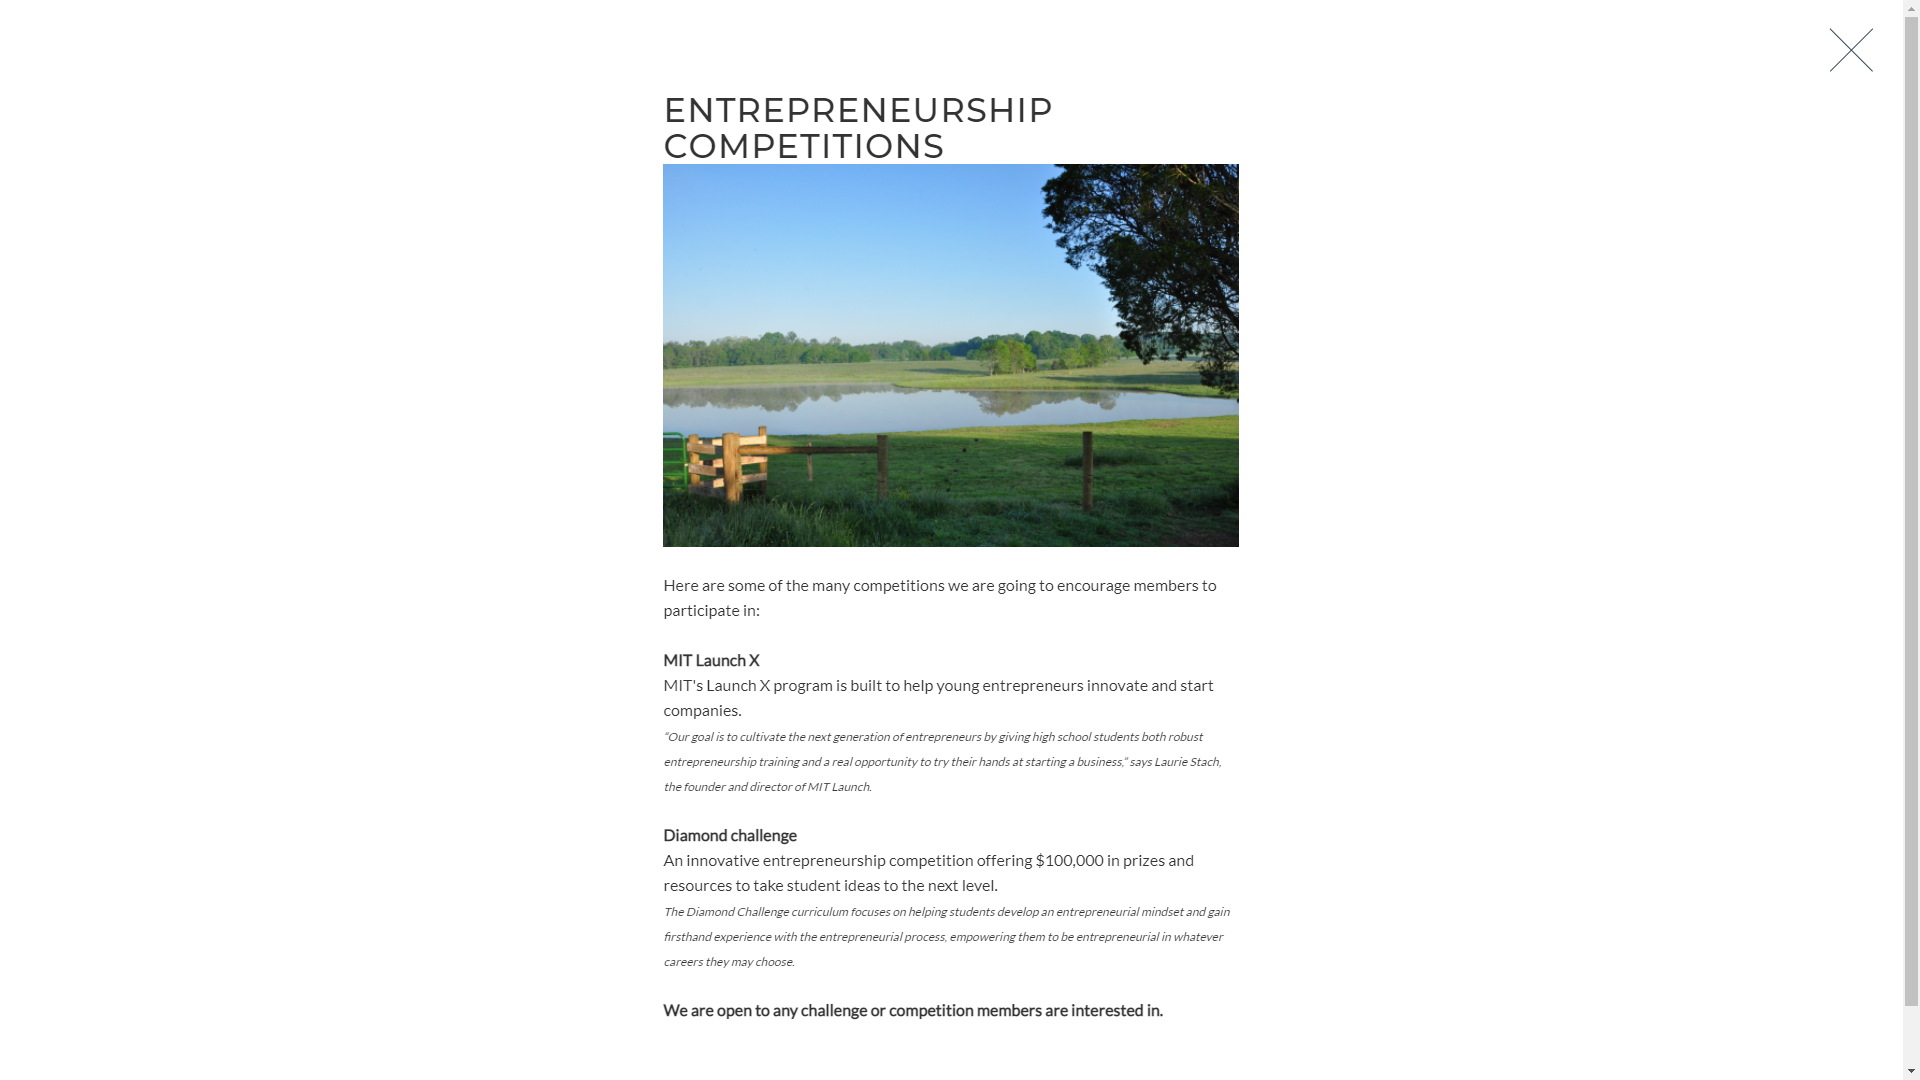 ENTREPRENEURSHIP
COMPETITIONS
Here are some of the many competitions we are going to encourage members to
participate in:
MIT Launch X
MIT's Launch X program is built to help young entrepreneurs innovate and start
companies.
"Our goal is to cultivate the next generation of entrepreneurs by giving high school students both robust
entrepreneurship training and a real opportunity to try their hands at starting a business," says Laurie Stach,
the founder and director of MIT Launch.
Diamond challenge
An innovative entrepreneurship competition offering $100,000 in prizes and
resources to take student ideas to the next level.
The Diamond Challenge curriculum focuses on helping students develop an entrepreneurial mindset and gain
firsthand experience with the entrepreneurial process, empowering them to be entrepreneurial in whatever
careers they may choose.
We are open to any challenge or competition members are interested in.